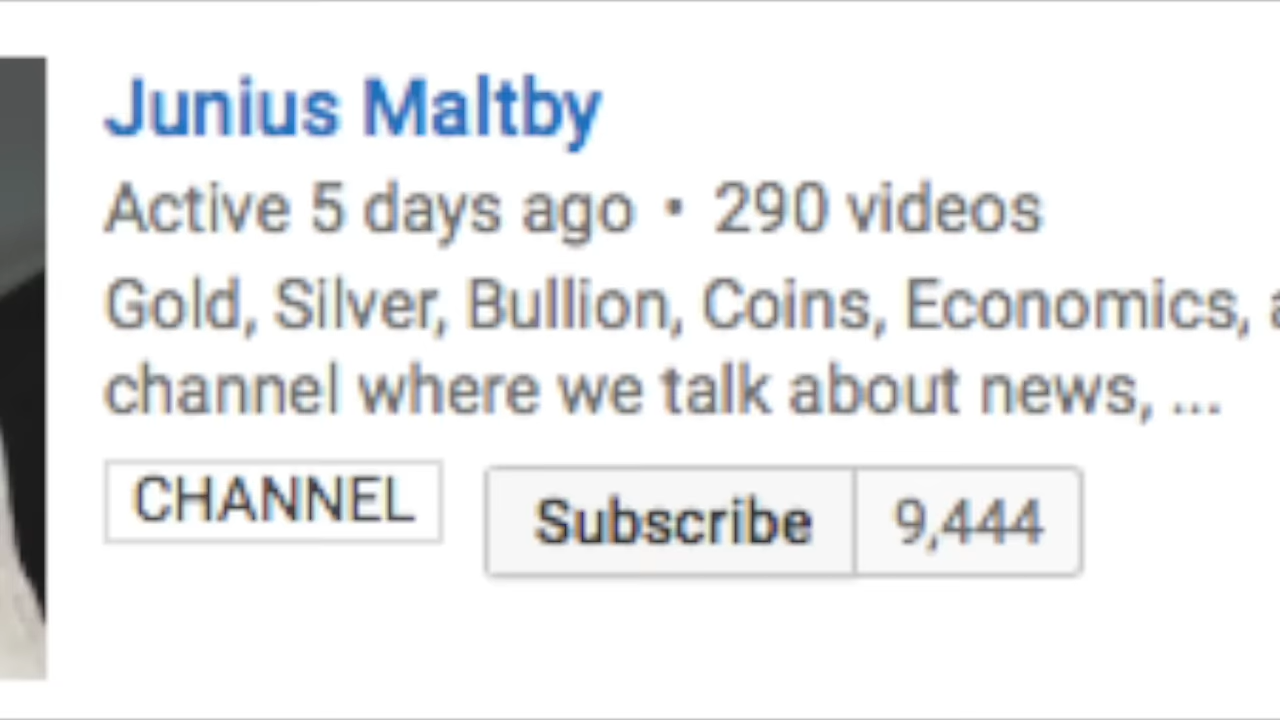 Junius Maltby
Active 5 days ago • 290 videos
Gold, Silver, Bullion, Coins, Economics,
channel where we talk about news, ...
CHANNEL
Subscribe 9,444